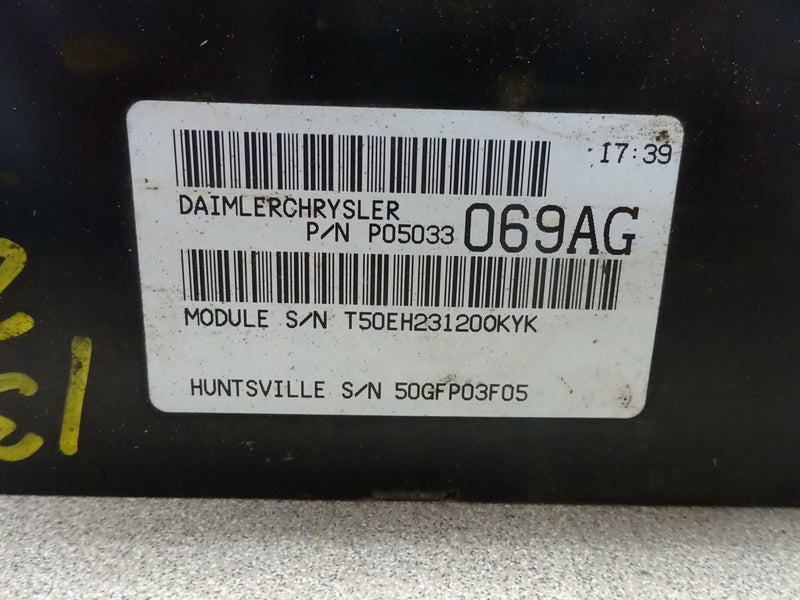 17:39
DAIMLERCHRYSLER
P/N P05033 069AG
MODULE S/N T50EH231200KYK
HUNTSVILLE S/N 50GFP03F05